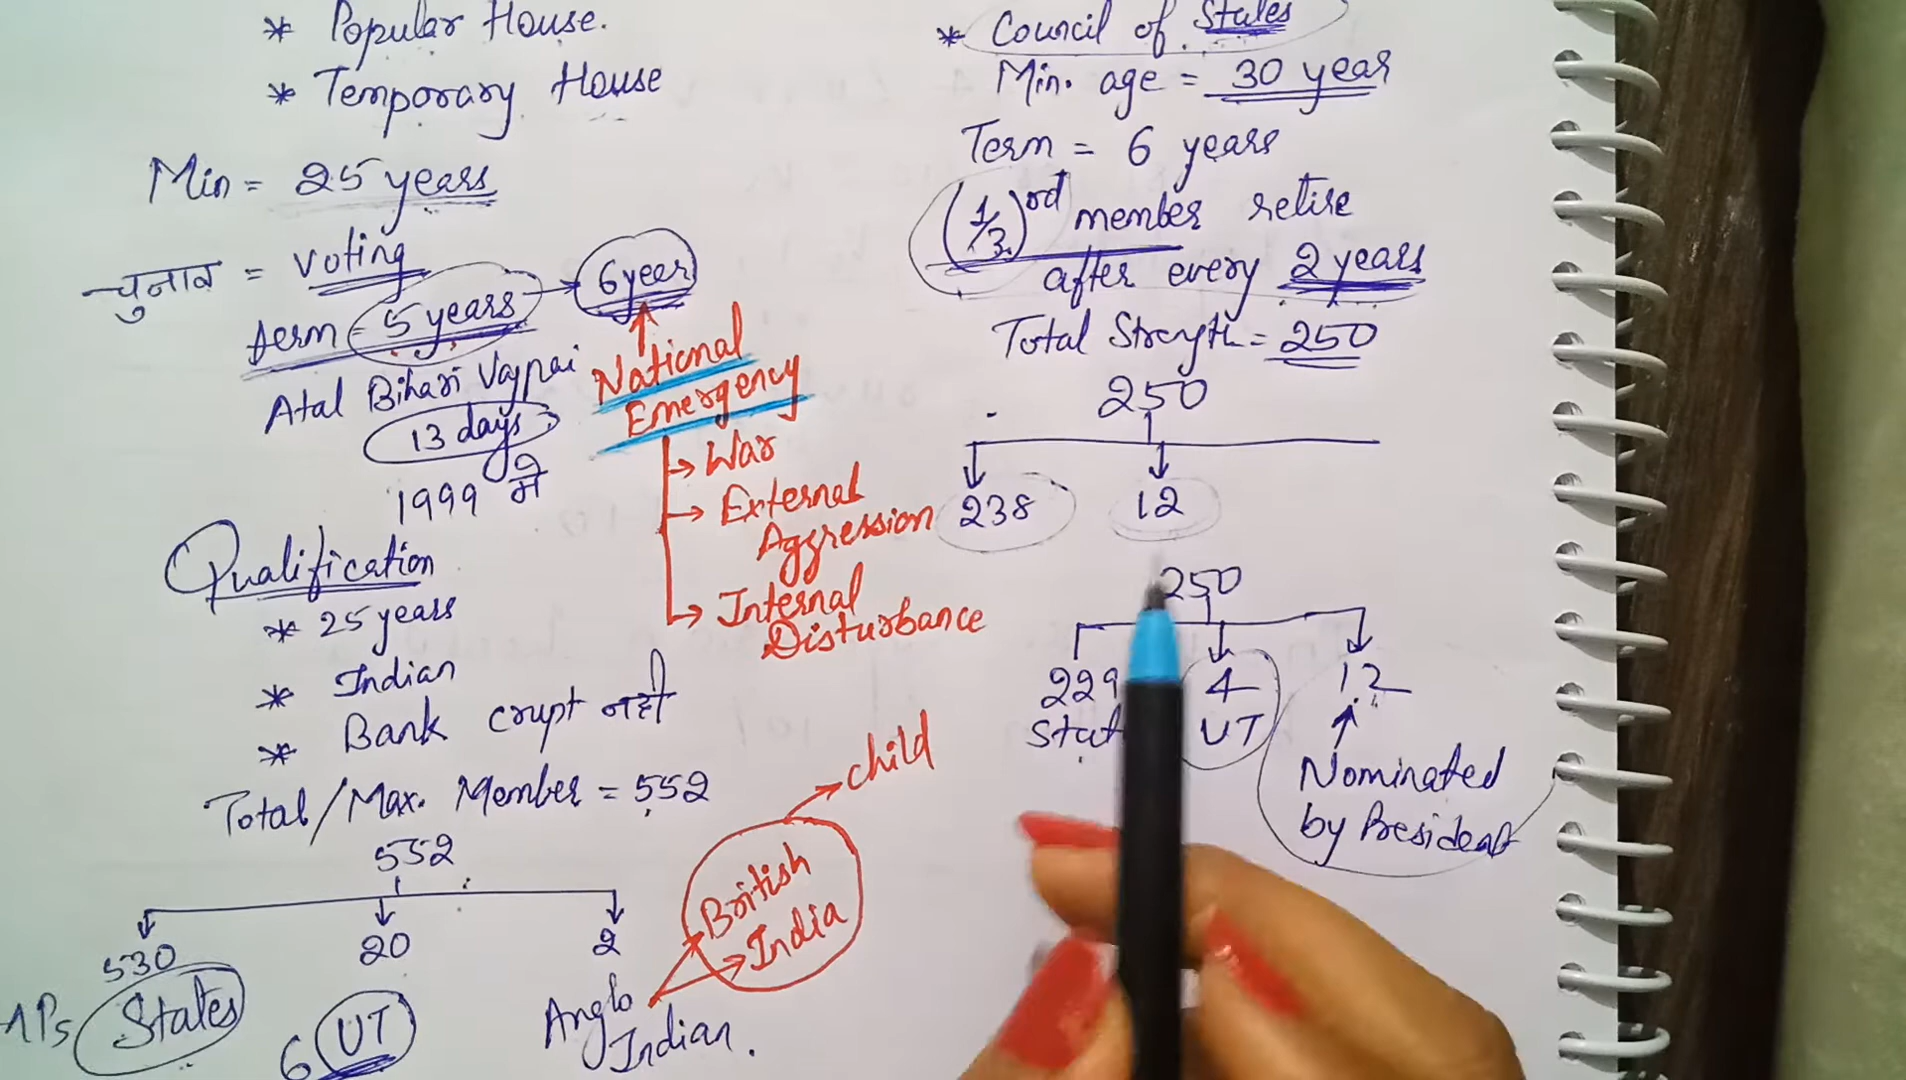 * Popular House.
* Temporary House
Min = 25 years
चुनाव = Voting
term = 5 years → 6 year
Atal Bihari Vajpai
13 days
1999 में
National
Emergency
→ War
→ External
Aggression
→ Internal
Disturbance
Qualification
* 25 years
* Indian
* Bank crupt नही
Total/Max. Member = 552
552
530 20 2
MPs States
6 UT
Anglo
Indian.
British
India
→ child
* Council of States
Min. age = 30 year
Term = 6 years
(1/3)rd member retire
after every 2 years
Total Strength = 250
250
238 12
250
229 4 12
UT
Nominated
by President